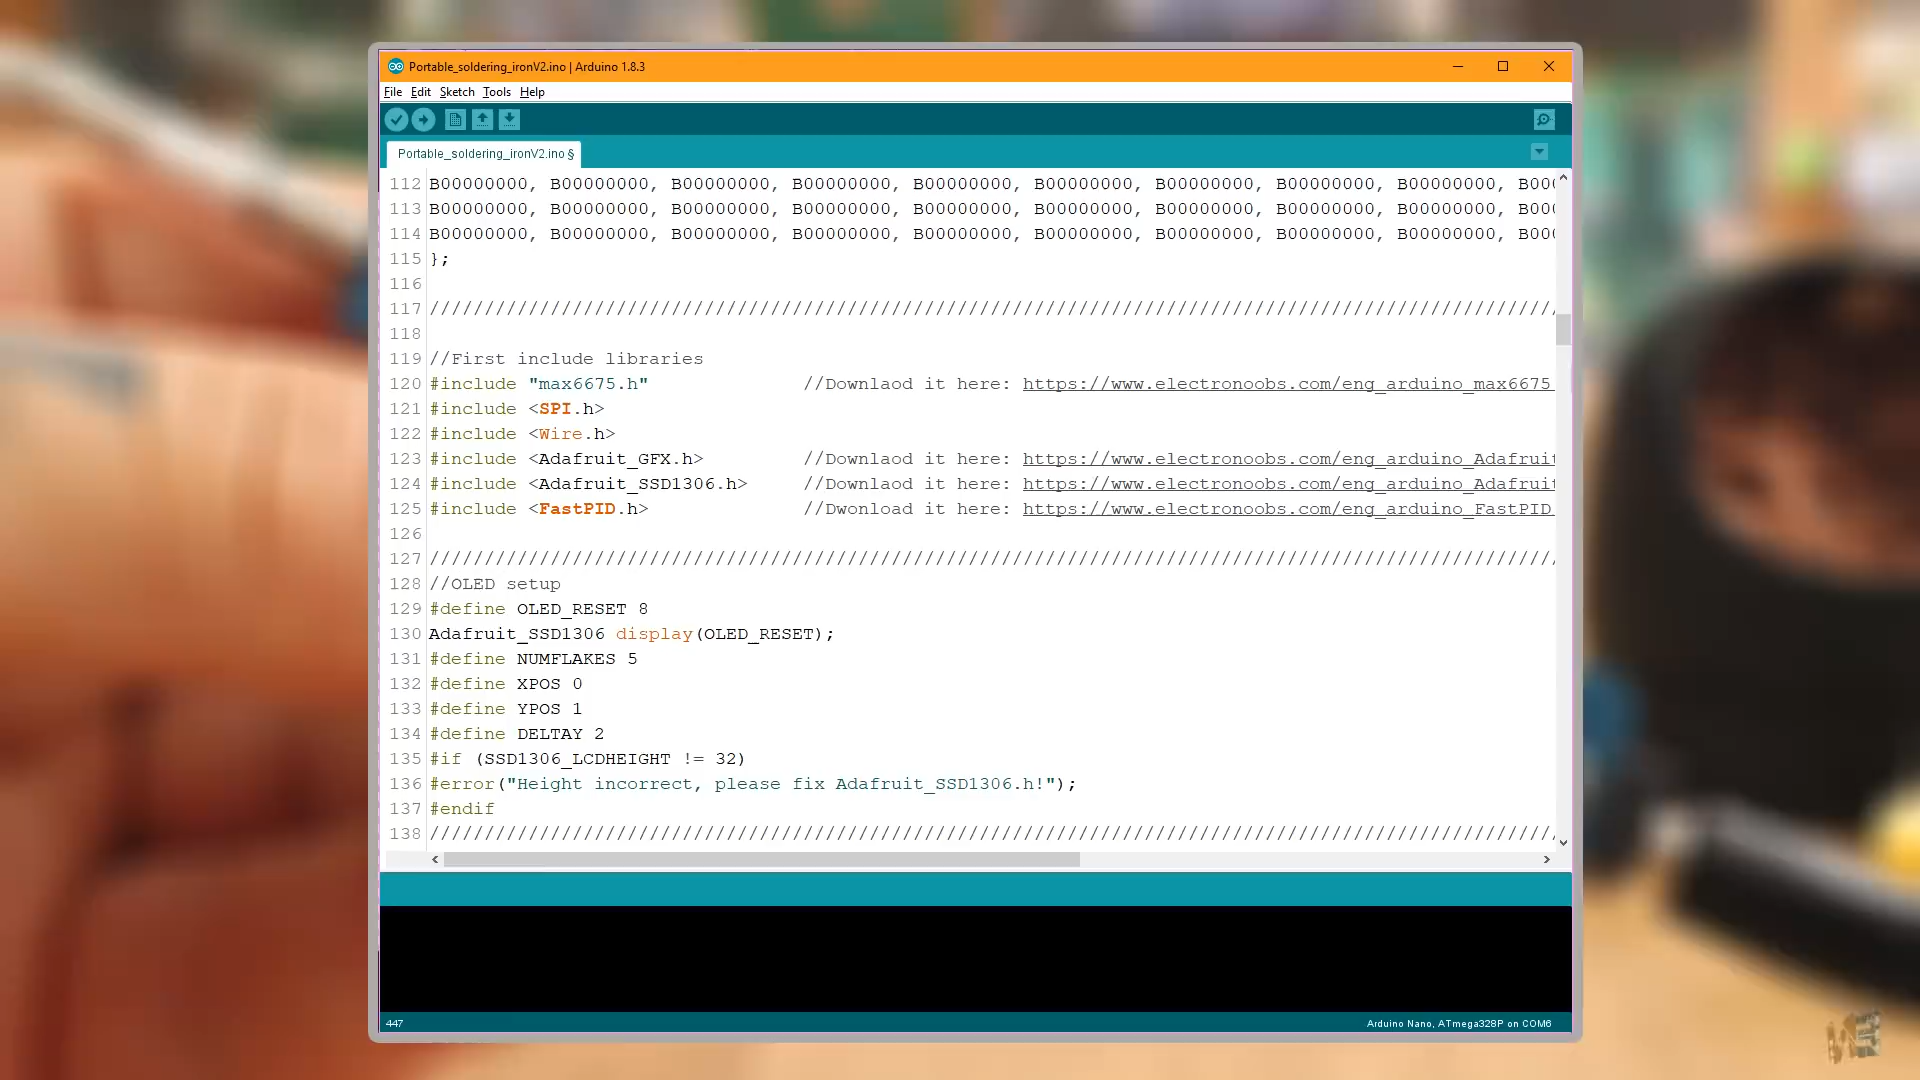 Portable_soldering_ironV2.ino | Arduino 1.8.3
File Edit Sketch Tools Help
Portable_soldering_ironV2.ino §
112 B00000000, B00000000, B00000000, B00000000, B00000000, B00000000, B00000000, B00000000, B00000000, B000
113 B00000000, B00000000, B00000000, B00000000, B00000000, B00000000, B00000000, B00000000, B00000000, B000
114 B00000000, B00000000, B00000000, B00000000, B00000000, B00000000, B00000000, B00000000, B00000000, B000
115 };
116
117 //////////////////////////////////////////////////////////////////////////////////////////////////////
118
119 //First include libraries
120 #include "max6675.h" //Downlaod it here: https://www.electronoobs.com/eng_arduino_max6675
121 #include <SPI.h>
122 #include <Wire.h>
123 #include <Adafruit_GFX.h> //Downlaod it here: https://www.electronoobs.com/eng_arduino_Adafruit
124 #include <Adafruit_SSD1306.h> //Downlaod it here: https://www.electronoobs.com/eng_arduino_Adafruit
125 #include <FastPID.h> //Dwonload it here: https://www.electronoobs.com/eng_arduino_FastPID
126
127 //////////////////////////////////////////////////////////////////////////////////////////////////////
128 //OLED setup
129 #define OLED_RESET 8
130 Adafruit_SSD1306 display(OLED_RESET);
131 #define NUMFLAKES 5
132 #define XPOS 0
133 #define YPOS 1
134 #define DELTAY 2
135 #if (SSD1306_LCDHEIGHT != 32)
136 #error("Height incorrect, please fix Adafruit_SSD1306.h!");
137 #endif
138 //////////////////////////////////////////////////////////////////////////////////////////////////////
447
Arduino Nano, ATmega328P on COM6